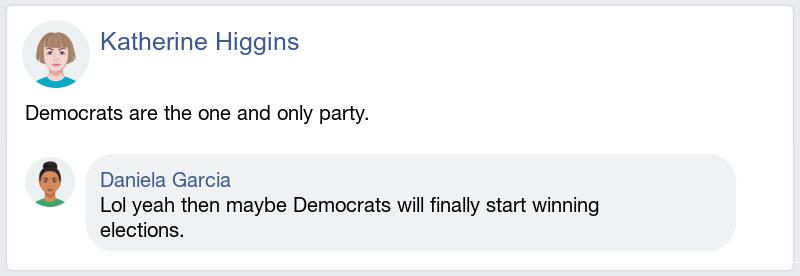 Katherine Higgins
Democrats are the one and only party.
Daniela Garcia
Lol yeah then maybe Democrats will finally start winning
elections.